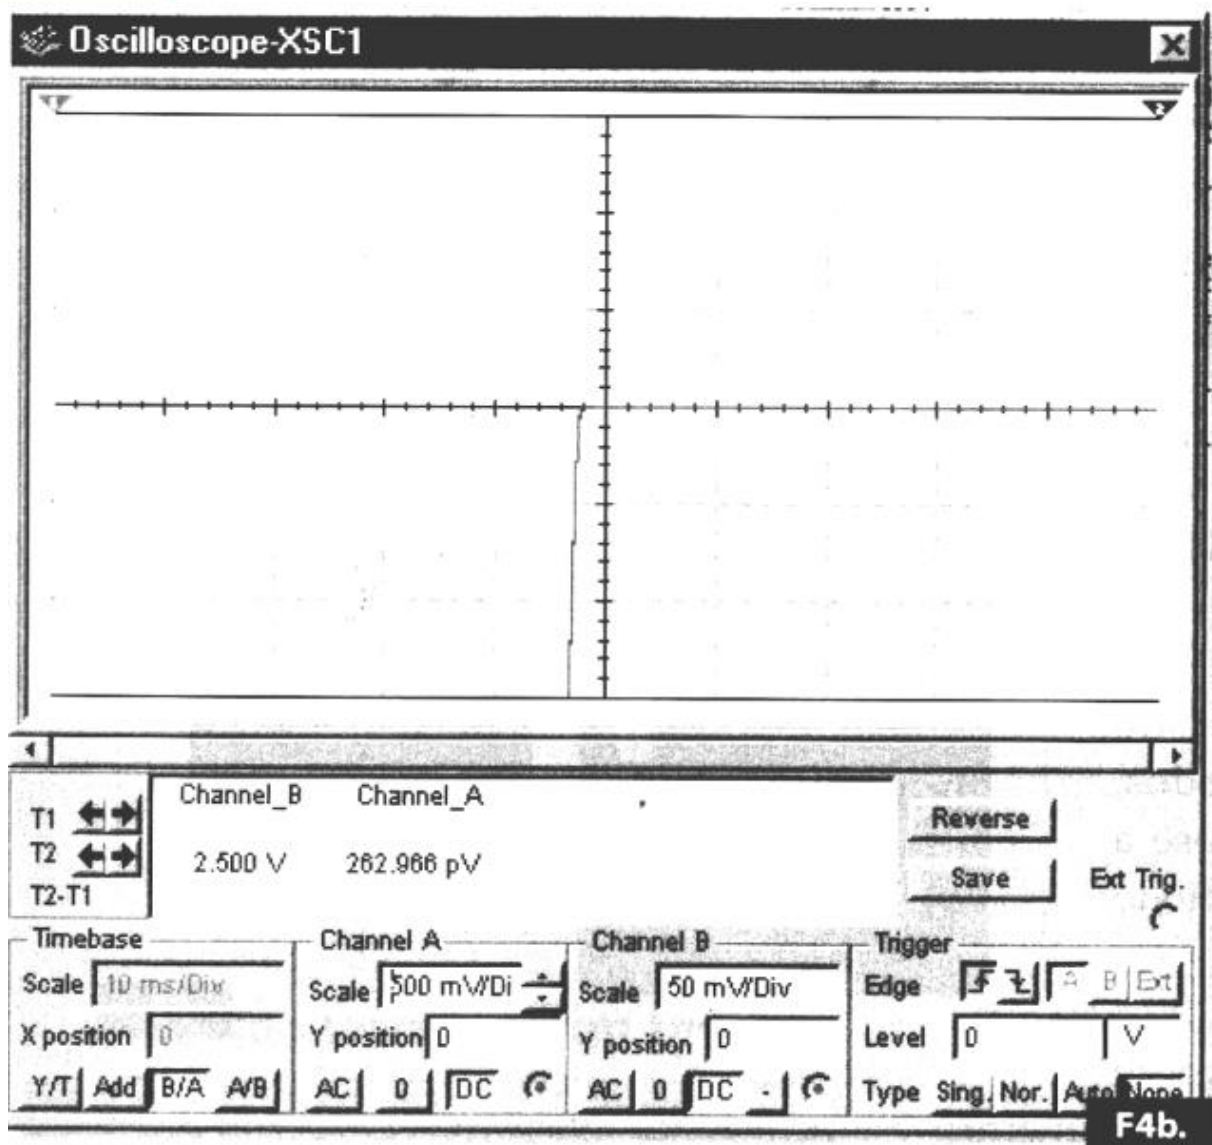 Oscilloscope-XSC1
1
2
Channel_B Channel_A
T1
T2 2.500 V 262.966 pV
T2-T1
Reverse
Save
Ext Trig.
Timebase
Scale 10 ms/Div
X position 0
Y/T Add B/A A/B
Channel A
Scale 500 mV/Di
Y position 0
AC 0 DC
Channel B
Scale 50 mV/Div
Y position 0
AC 0 DC -
Trigger
Edge A B Ext
Level 0 V
Type Sing. Nor. Auto None
F4b.